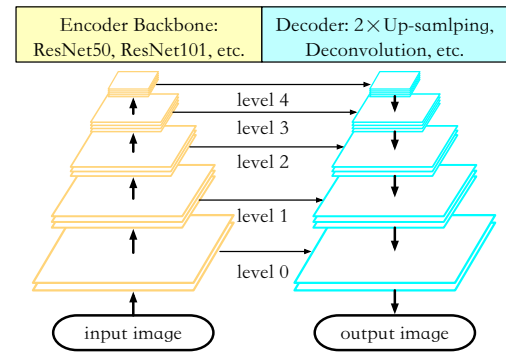 Encoder Backbone:
ResNet50, ResNet101, etc.
Decoder: 2×Up-samlping,
Deconvolution, etc.
level 4
level 3
level 2
level 1
level 0
input image
output image